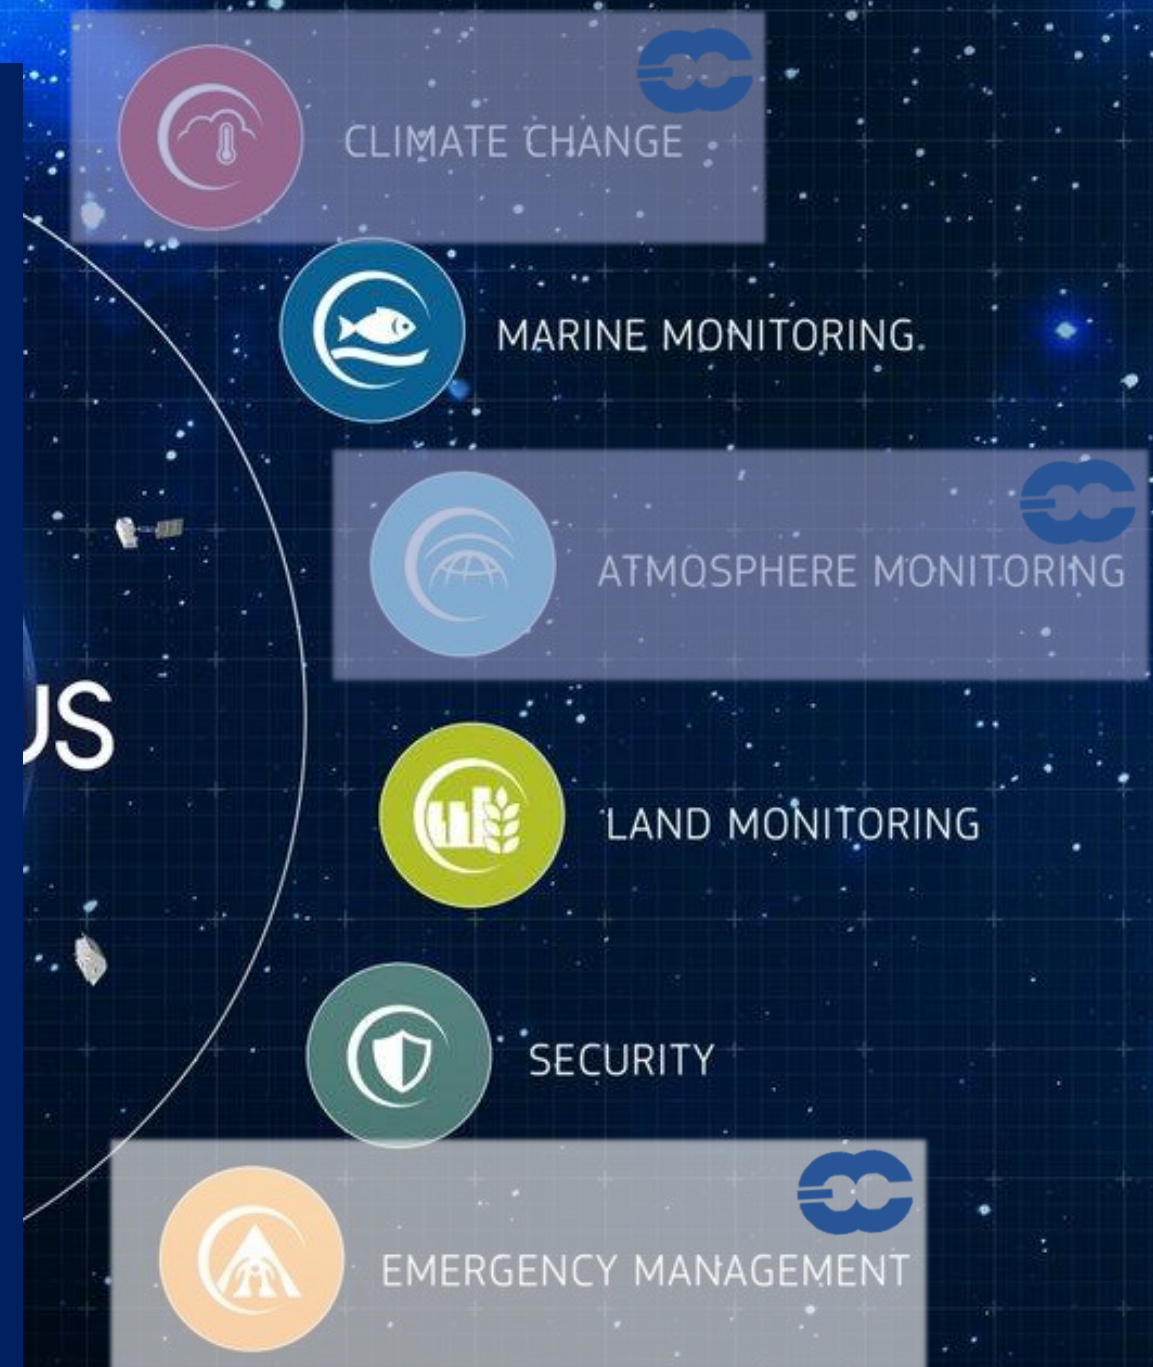 CLIMATE CHANGE
MARINE MONITORING
ATMOSPHERE MONITORING
US
LAND MONITORING
SECURITY
EMERGENCY MANAGEMENT